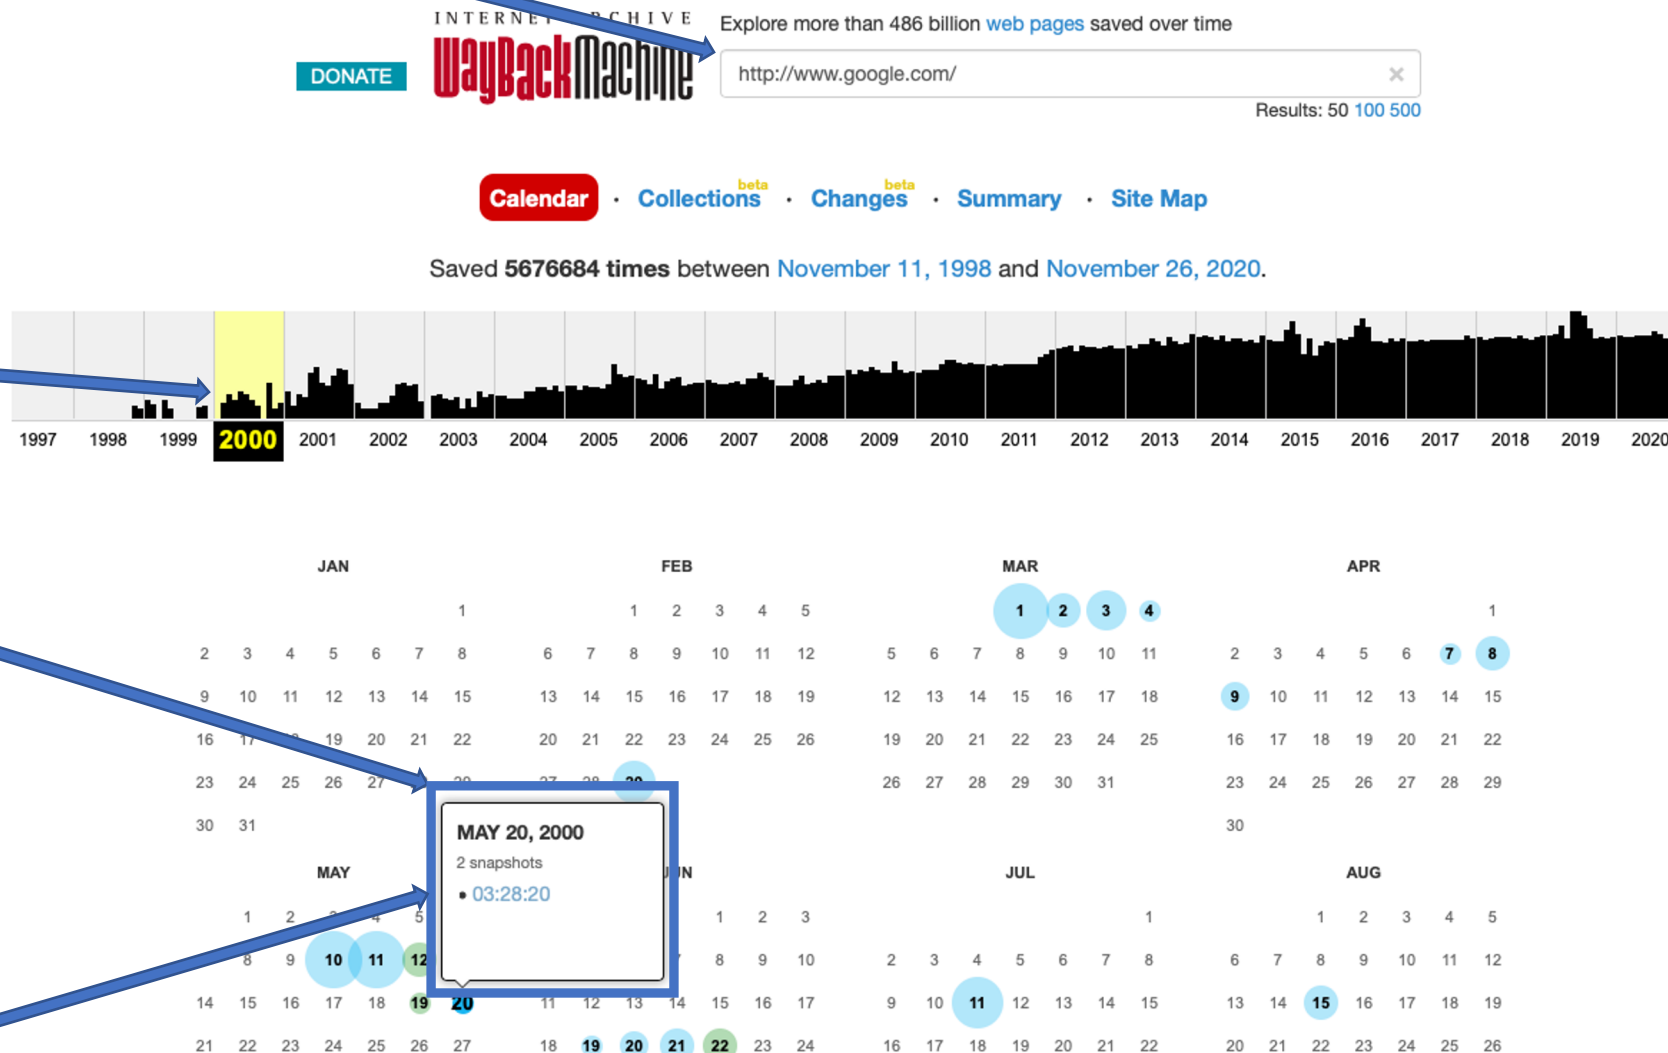 INTERNET ARCHIVE
WayBackMachine
DONATE
Explore more than 486 billion web pages saved over time
http://www.google.com/ ×
Results: 50 100 500
Calendar · Collections beta · Changes beta · Summary · Site Map
Saved 5676684 times between November 11, 1998 and November 26, 2020.
1997 1998 1999 2000 2001 2002 2003 2004 2005 2006 2007 2008 2009 2010 2011 2012 2013 2014 2015 2016 2017 2018 2019 2020
JAN FEB MAR APR
1 1 2 3 4 5 1 2 3 4 1
2 3 4 5 6 7 8 6 7 8 9 10 11 12 5 6 7 8 9 10 11 2 3 4 5 6 7 8
9 10 11 12 13 14 15 13 14 15 16 17 18 19 12 13 14 15 16 17 18 9 10 11 12 13 14 15
16 17 19 20 21 22 20 21 22 23 24 25 26 19 20 21 22 23 24 25 16 17 18 19 20 21 22
23 24 25 26 27 29 27 28 29 26 27 28 29 30 31 23 24 25 26 27 28 29
30 31 30
MAY 20, 2000
2 snapshots
• 03:28:20
MAY JUN JUL AUG
1 2 3 4 5 1 2 3 1 1 2 3 4 5
8 9 10 11 12 8 9 10 2 3 4 5 6 7 8 6 7 8 9 10 11 12
14 15 16 17 18 19 20 11 12 13 14 15 16 17 9 10 11 12 13 14 15 13 14 15 16 17 18 19
21 22 23 24 25 26 27 18 19 20 21 22 23 24 16 17 18 19 20 21 22 20 21 22 23 24 25 26